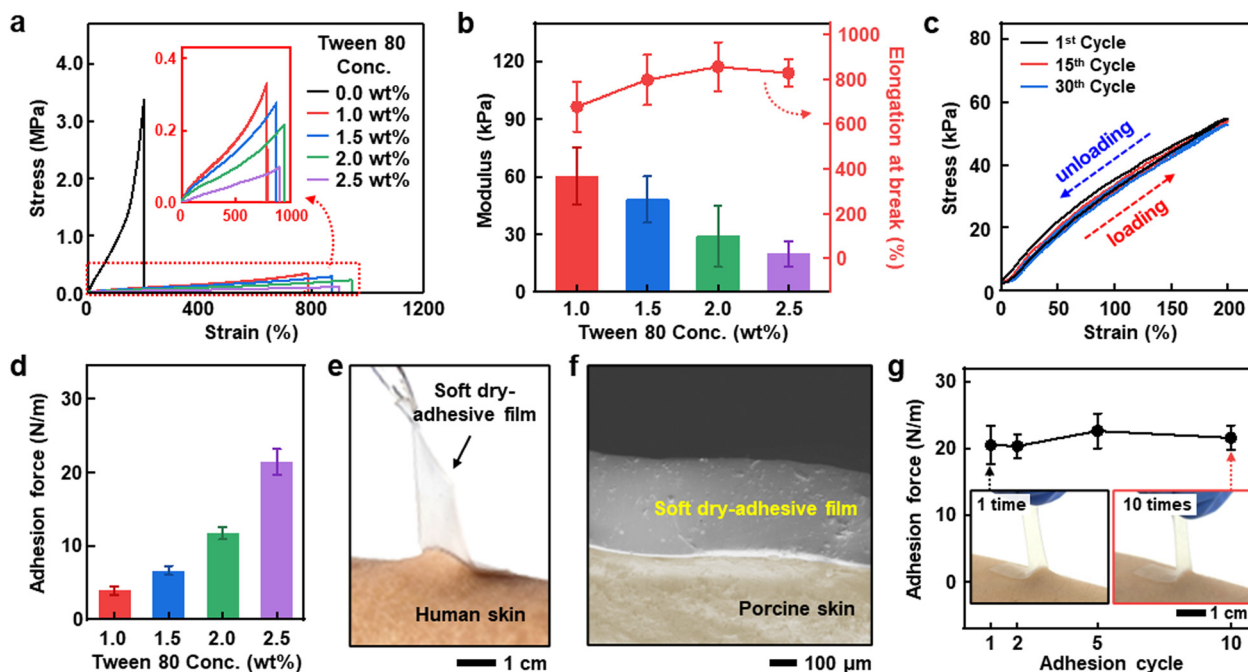 a
Stress (MPa)
4.0
3.0
2.0
1.0
0.0
0
400
800
1200
Strain (%)
0.4
0.2
0.0
0
500
1000
Tween 80
Conc.
0.0 wt%
1.0 wt%
1.5 wt%
2.0 wt%
2.5 wt%
b
Modulus (kPa)
120
90
60
30
0
1.0
1.5
2.0
2.5
Tween 80 Conc. (wt%)
Elongation at break (%)
1000
800
600
400
200
0
c
Stress (kPa)
80
60
40
20
0
0
50
100
150
200
Strain (%)
1st Cycle
15th Cycle
30th Cycle
unloading
loading
d
Adhesion force (N/m)
30
20
10
0
1.0
1.5
2.0
2.5
Tween 80 Conc. (wt%)
e
Soft dry-
adhesive film
Human skin
1 cm
f
Soft dry-adhesive film
Porcine skin
100 μm
g
Adhesion force (N/m)
30
20
10
0
1 time
10 times
1 cm
1
2
5
10
Adhesion cycle